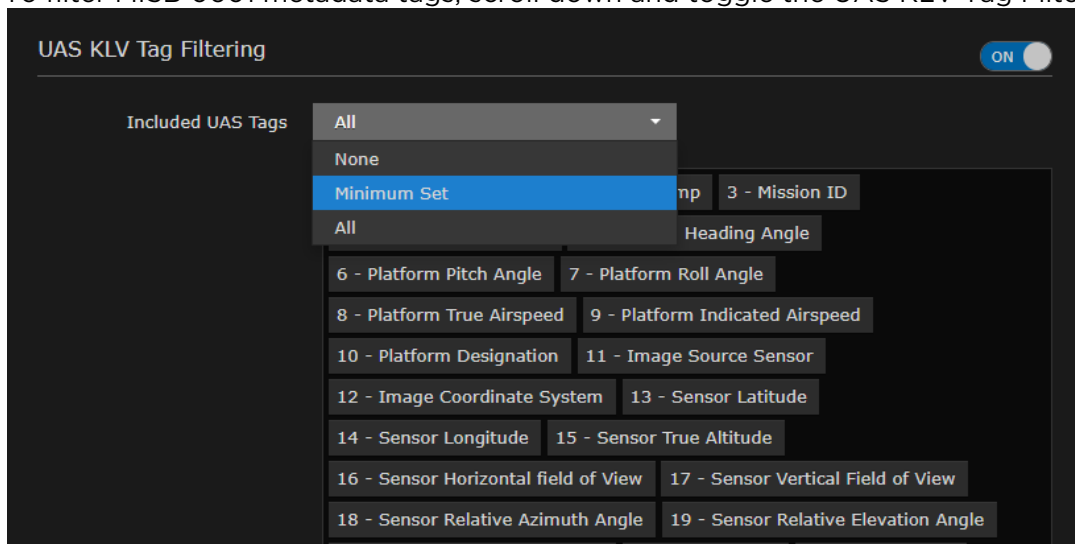 UAS KLV Tag Filtering
ON
Included UAS Tags All
None
Minimum Set mp 3 - Mission ID
All Heading Angle
6 - Platform Pitch Angle 7 - Platform Roll Angle
8 - Platform True Airspeed 9 - Platform Indicated Airspeed
10 - Platform Designation 11 - Image Source Sensor
12 - Image Coordinate System 13 - Sensor Latitude
14 - Sensor Longitude 15 - Sensor True Altitude
16 - Sensor Horizontal field of View 17 - Sensor Vertical Field of View
18 - Sensor Relative Azimuth Angle 19 - Sensor Relative Elevation Angle